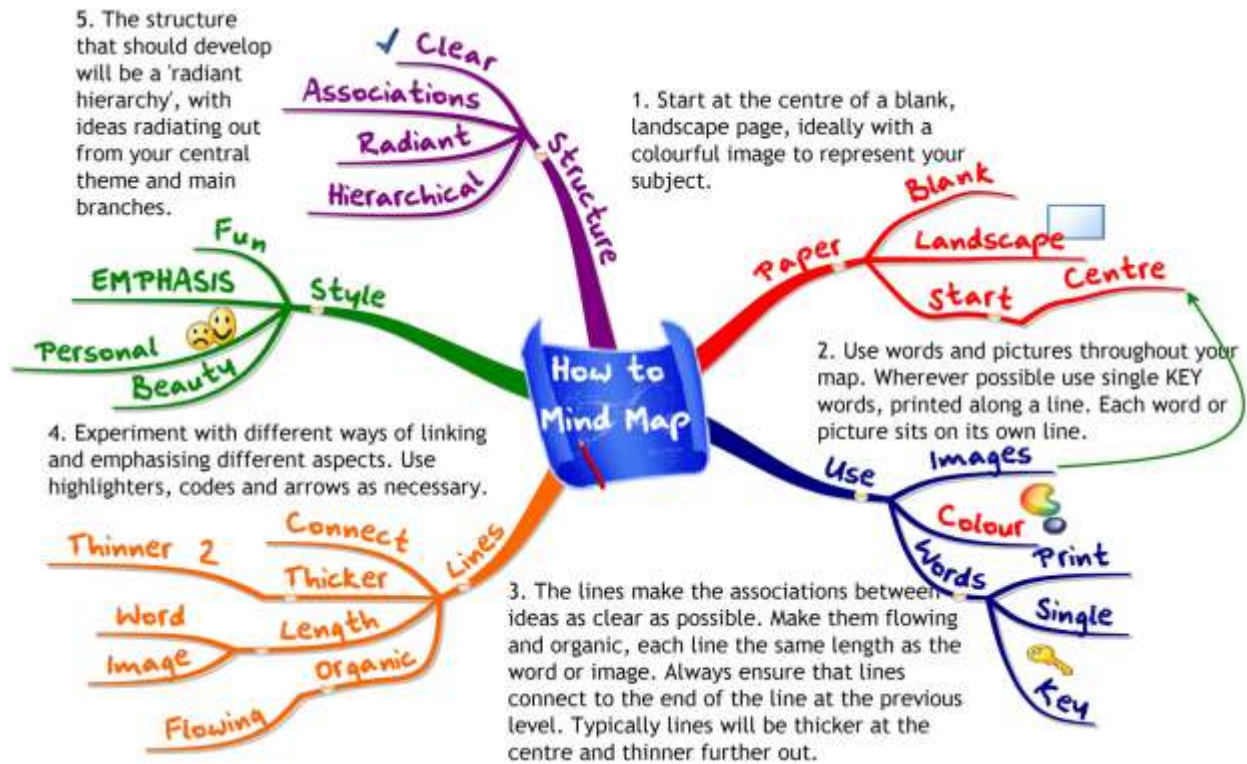 5. The structure
that should develop
will be a 'radiant
hierarchy', with
ideas radiating out
from your central
theme and main
branches.
Clear
Associations
Radiant
Hierarchical
Structure
1. Start at the centre of a blank,
landscape page, ideally with a
colourful image to represent your
subject.
Paper
Blank
Landscape
Start
Centre
Fun
EMPHASIS
Personal
Beauty
Style
How to
Mind Map
2. Use words and pictures throughout your
map. Wherever possible use single KEY
words, printed along a line. Each word or
picture sits on its own line.
Use
Images
Colour
Words
Print
Single
Key
4. Experiment with different ways of linking
and emphasising different aspects. Use
highlighters, codes and arrows as necessary.
Lines
Connect
Thicker
Thinner 2
Length
Word
Image
Organic
Flowing
3. The lines make the associations between
ideas as clear as possible. Make them flowing
and organic, each line the same length as the
word or image. Always ensure that lines
connect to the end of the line at the previous
level. Typically lines will be thicker at the
centre and thinner further out.